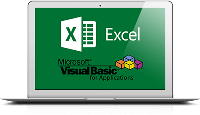 Excel
Microsoft
Visual Basic
for Applications